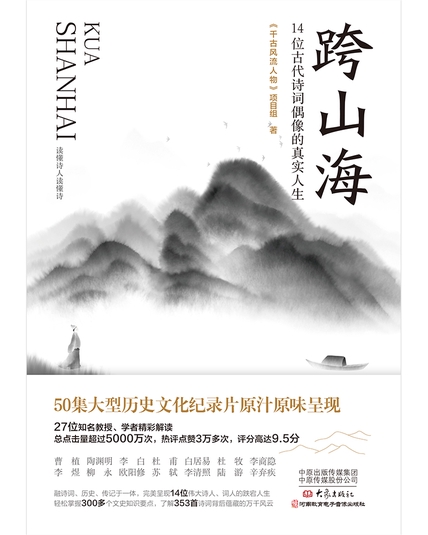 跨山海
14位古代诗词偶像的真实人生
《千古风流人物》项目组 著
KUA
SHANHAI
读懂诗人读懂诗
50集大型历史文化纪录片原汁原味呈现
27位知名教授、学者精彩解读
总点击量超过5000万次，热评点赞3万多次，评分高达9.5分
曹 植 陶渊明 李 白 杜 甫 白居易 杜 牧 李商隐
李 煜 柳 永 欧阳修 苏 轼 李清照 陆 游 辛弃疾
融诗词、历史、传记于一体，完美呈现14位伟大诗人、词人的跌宕人生
轻松掌握300多个文史知识要点，了解353首诗词背后蕴藏的万千风云
中原出版传媒集团
中原传媒股份公司
大象出版社
河南教育电子音像出版社